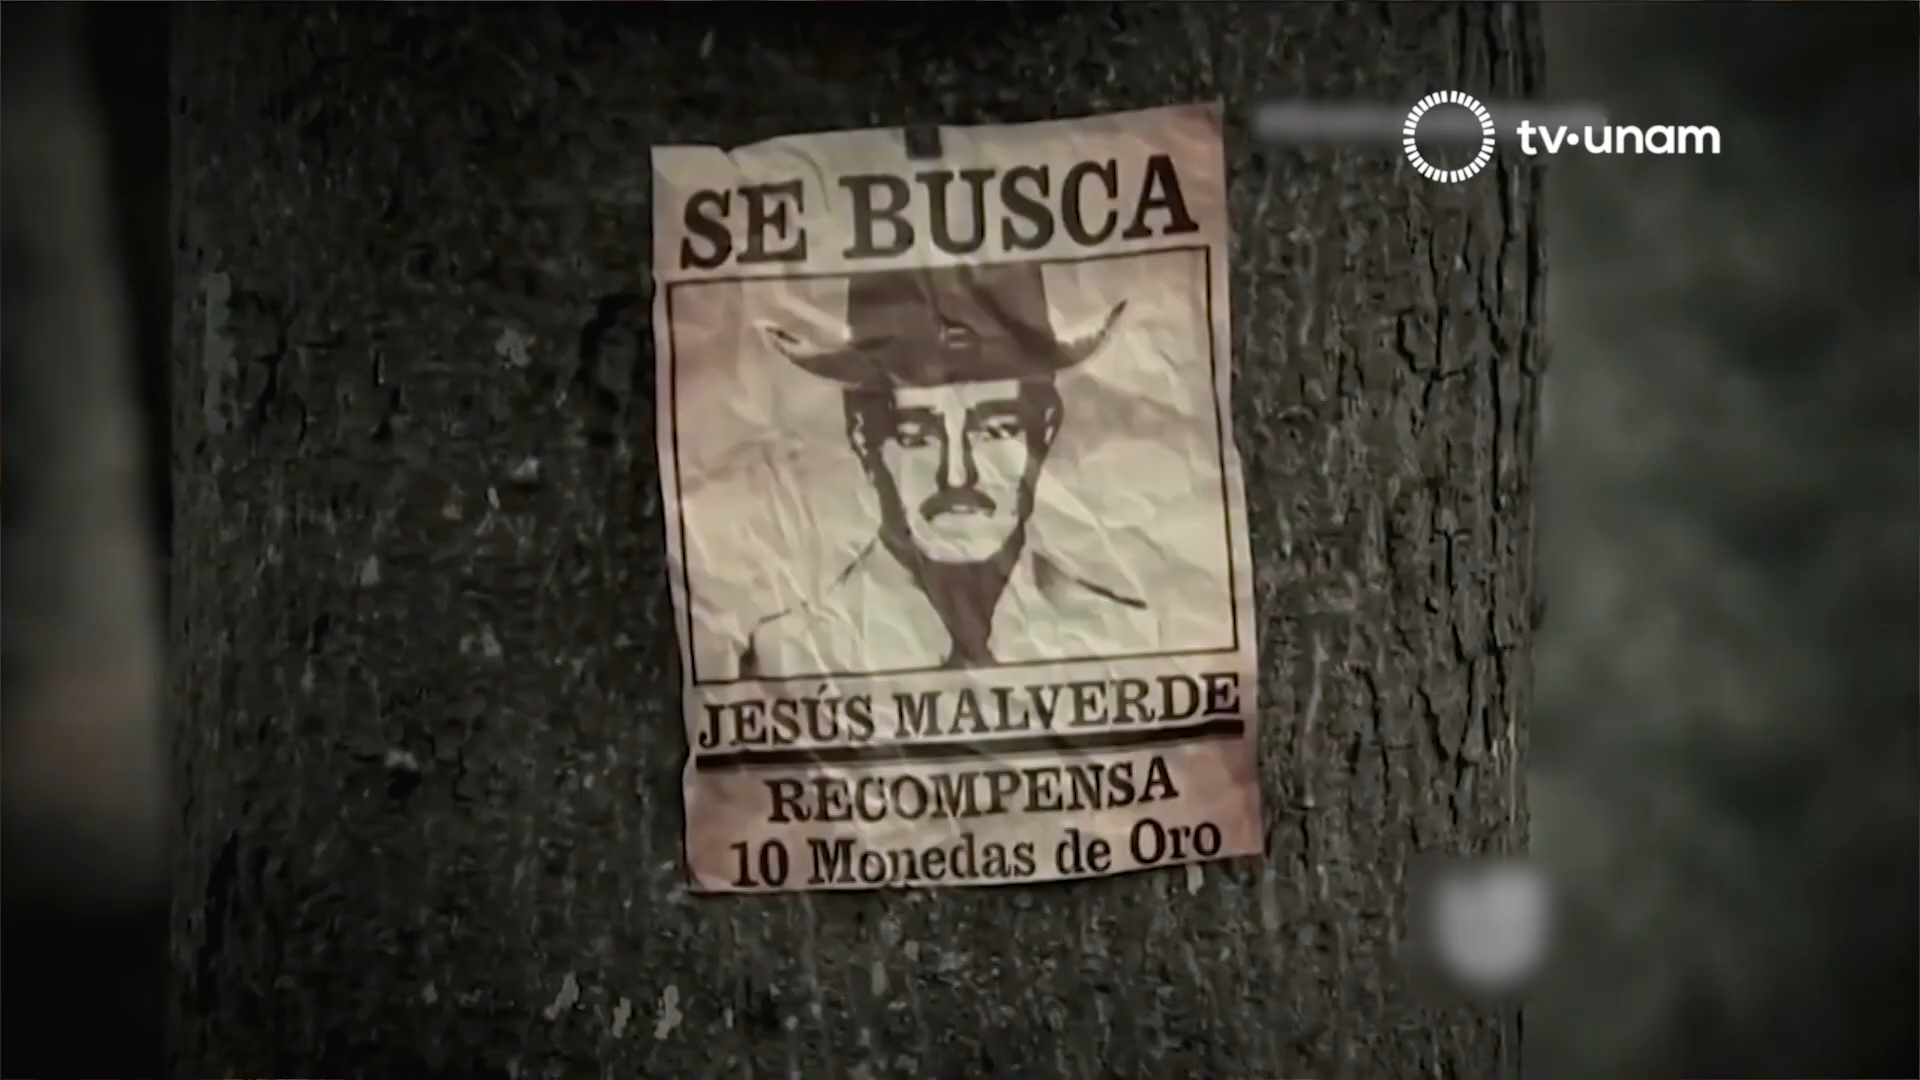 tv·unam
SE BUSCA
JESÚS MALVERDE
RECOMPENSA
10 Monedas de Oro